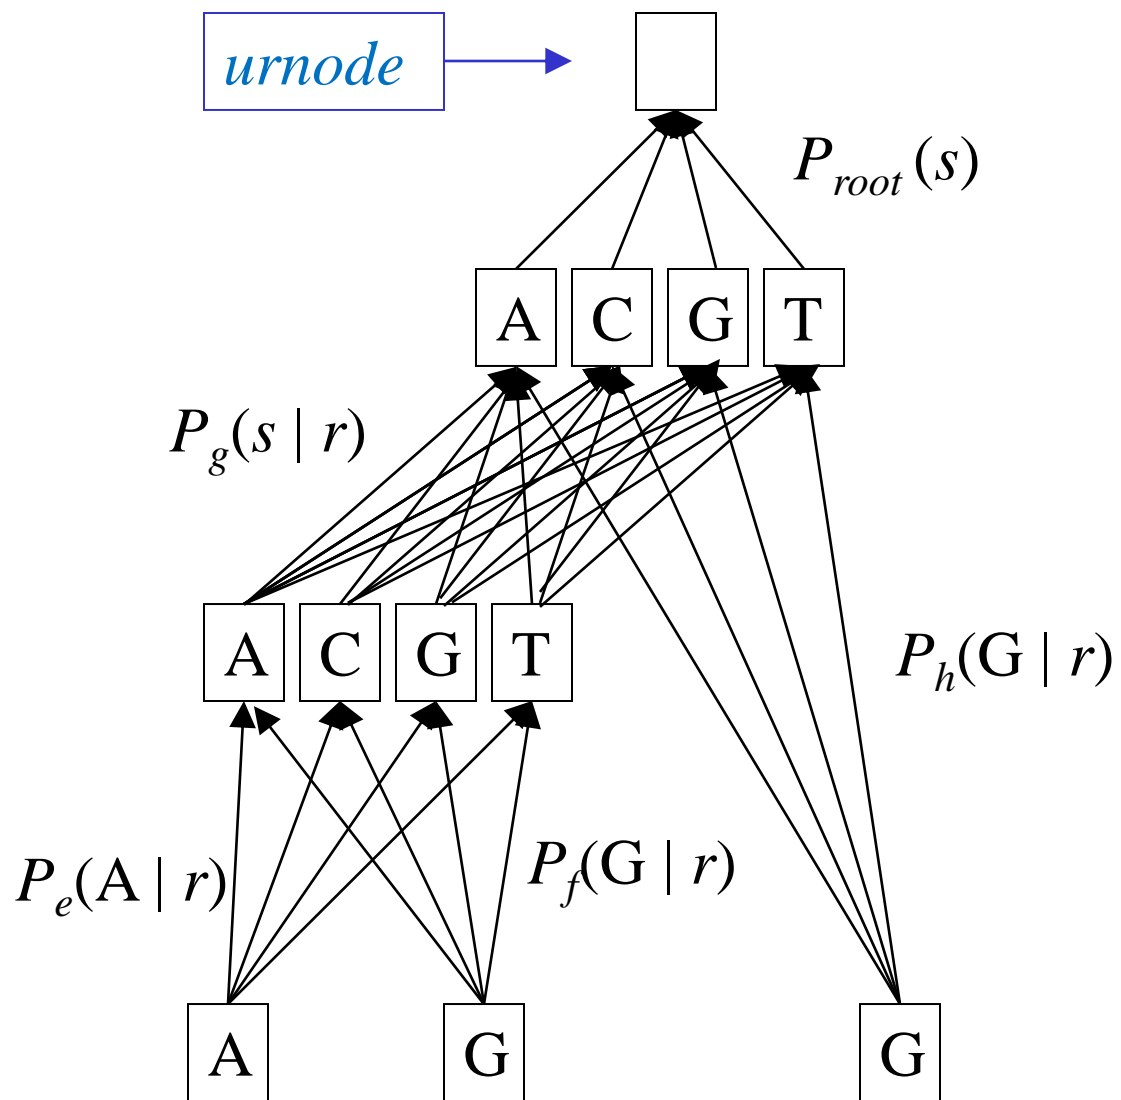 urnode
P_root (s)
A C G T
P_g(s | r)
A C G T
P_h(G | r)
P_e(A | r)
P_f(G | r)
A G G